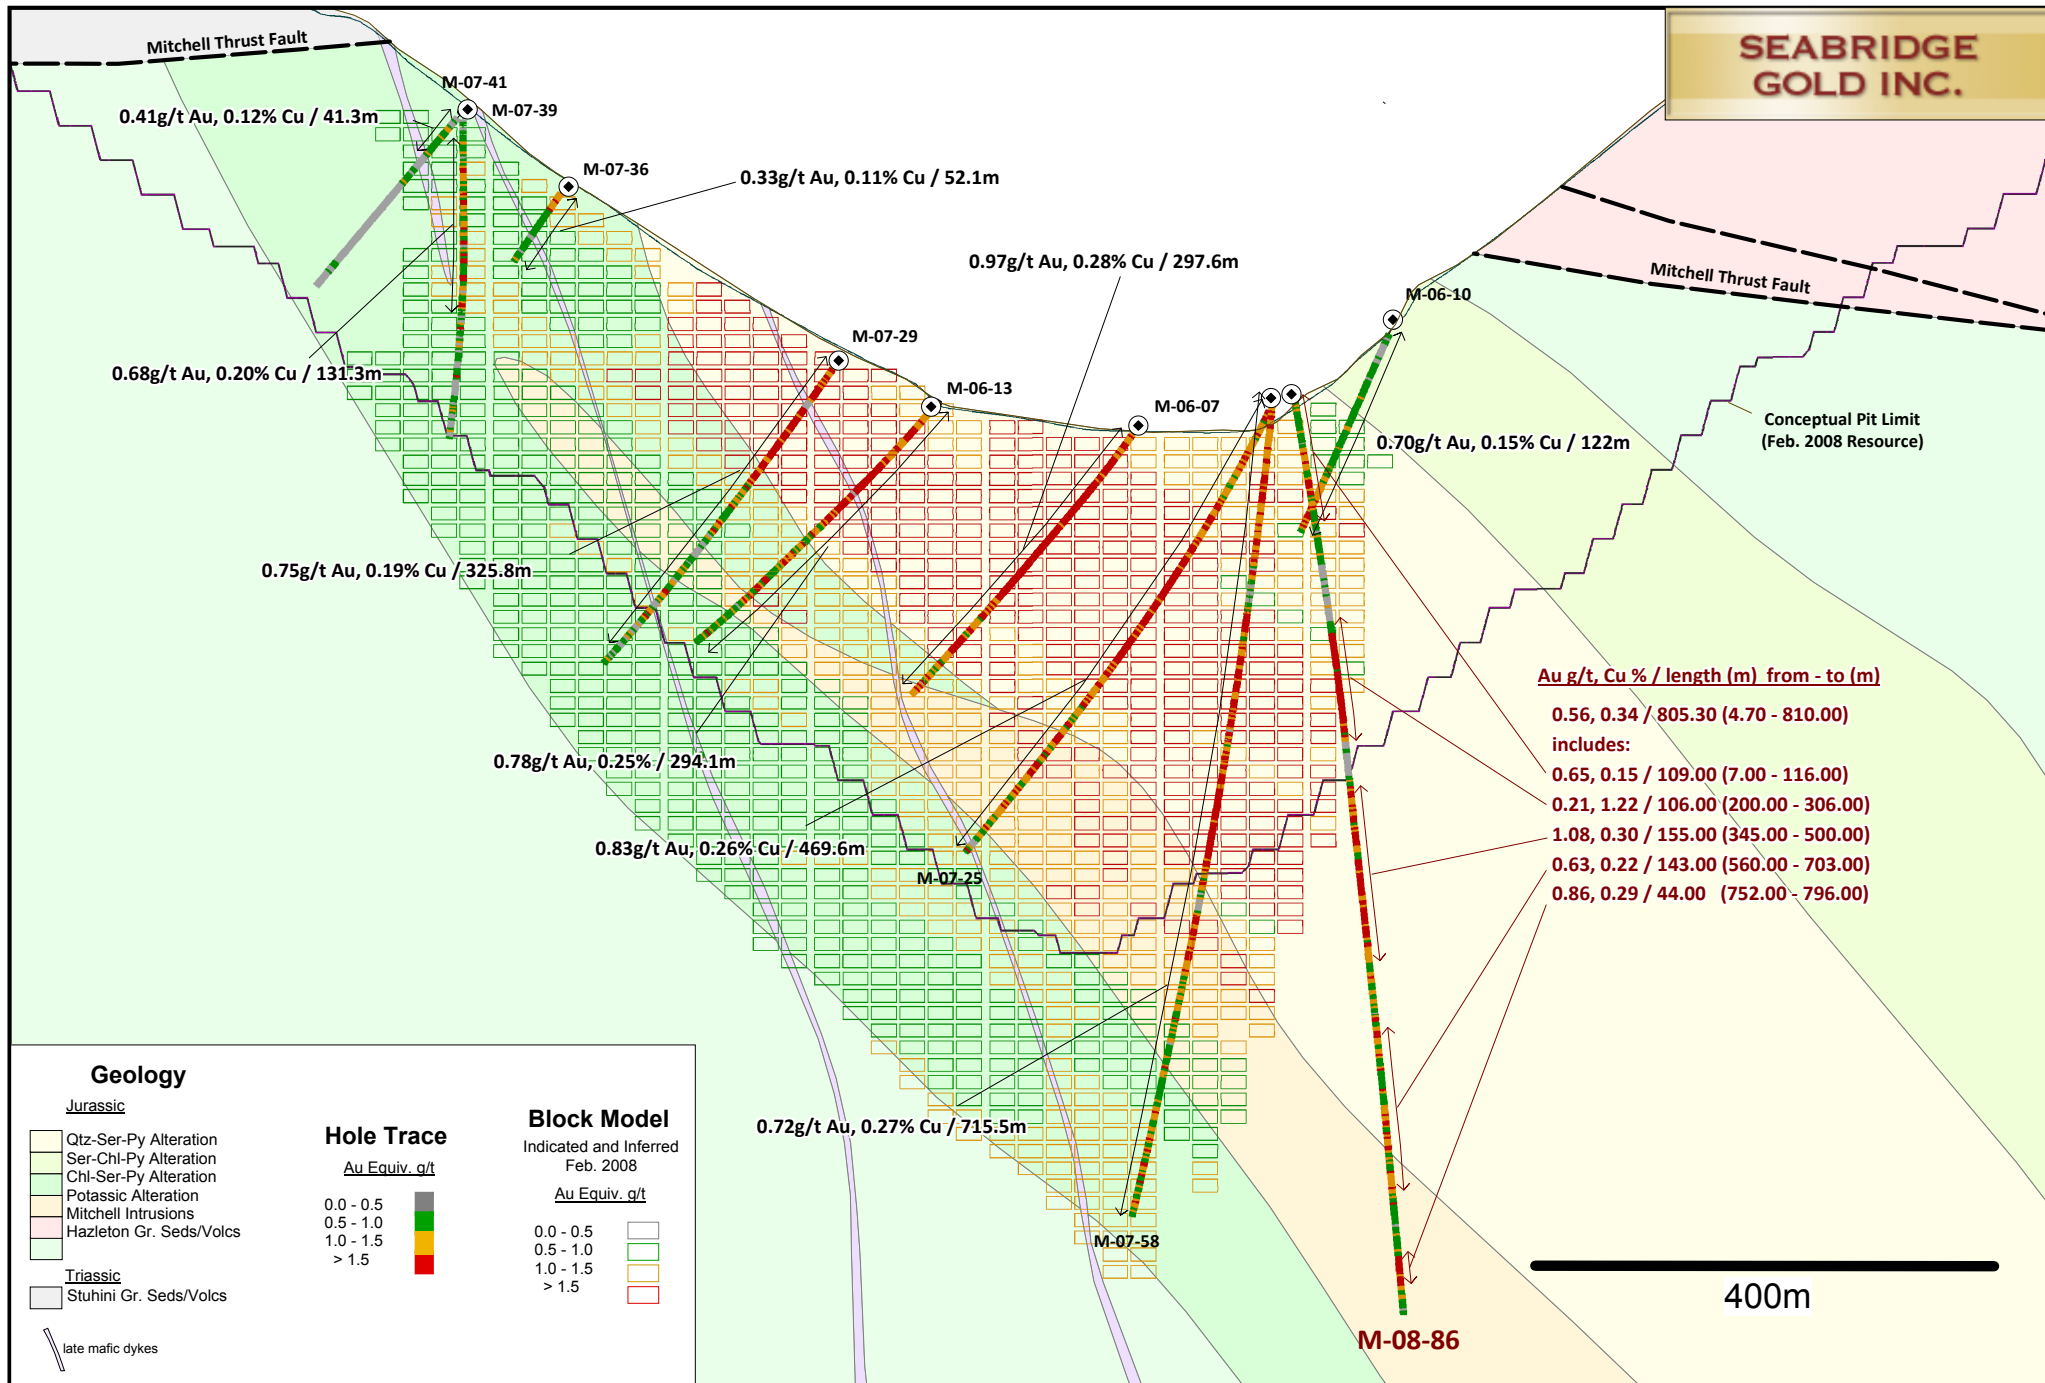 SEABRIDGE
GOLD INC.
Mitchell Thrust Fault
M-07-41
M-07-39
0.41g/t Au, 0.12% Cu / 41.3m
M-07-36
0.33g/t Au, 0.11% Cu / 52.1m
0.97g/t Au, 0.28% Cu / 297.6m
Mitchell Thrust Fault
M-06-10
M-07-29
0.68g/t Au, 0.20% Cu / 131.3m
M-06-13
M-06-07
Conceptual Pit Limit
(Feb. 2008 Resource)
0.70g/t Au, 0.15% Cu / 122m
0.75g/t Au, 0.19% Cu / 325.8m
0.78g/t Au, 0.25% / 294.1m
0.83g/t Au, 0.26% Cu / 469.6m
M-07-25
Au g/t, Cu % / length (m) from - to (m)
0.56, 0.34 / 805.30 (4.70 - 810.00)
includes:
0.65, 0.15 / 109.00 (7.00 - 116.00)
0.21, 1.22 / 106.00 (200.00 - 306.00)
1.08, 0.30 / 155.00 (345.00 - 500.00)
0.63, 0.22 / 143.00 (560.00 - 703.00)
0.86, 0.29 / 44.00 (752.00 - 796.00)
0.72g/t Au, 0.27% Cu / 715.5m
M-07-58
M-08-86
400m
Geology
Jurassic
Qtz-Ser-Py Alteration
Ser-Chl-Py Alteration
Chl-Ser-Py Alteration
Potassic Alteration
Mitchell Intrusions
Hazleton Gr. Seds/Volcs
Triassic
Stuhini Gr. Seds/Volcs
late mafic dykes
Hole Trace
Au Equiv. g/t
0.0 - 0.5
0.5 - 1.0
1.0 - 1.5
> 1.5
Block Model
Indicated and Inferred
Feb. 2008
Au Equiv. g/t
0.0 - 0.5
0.5 - 1.0
1.0 - 1.5
> 1.5